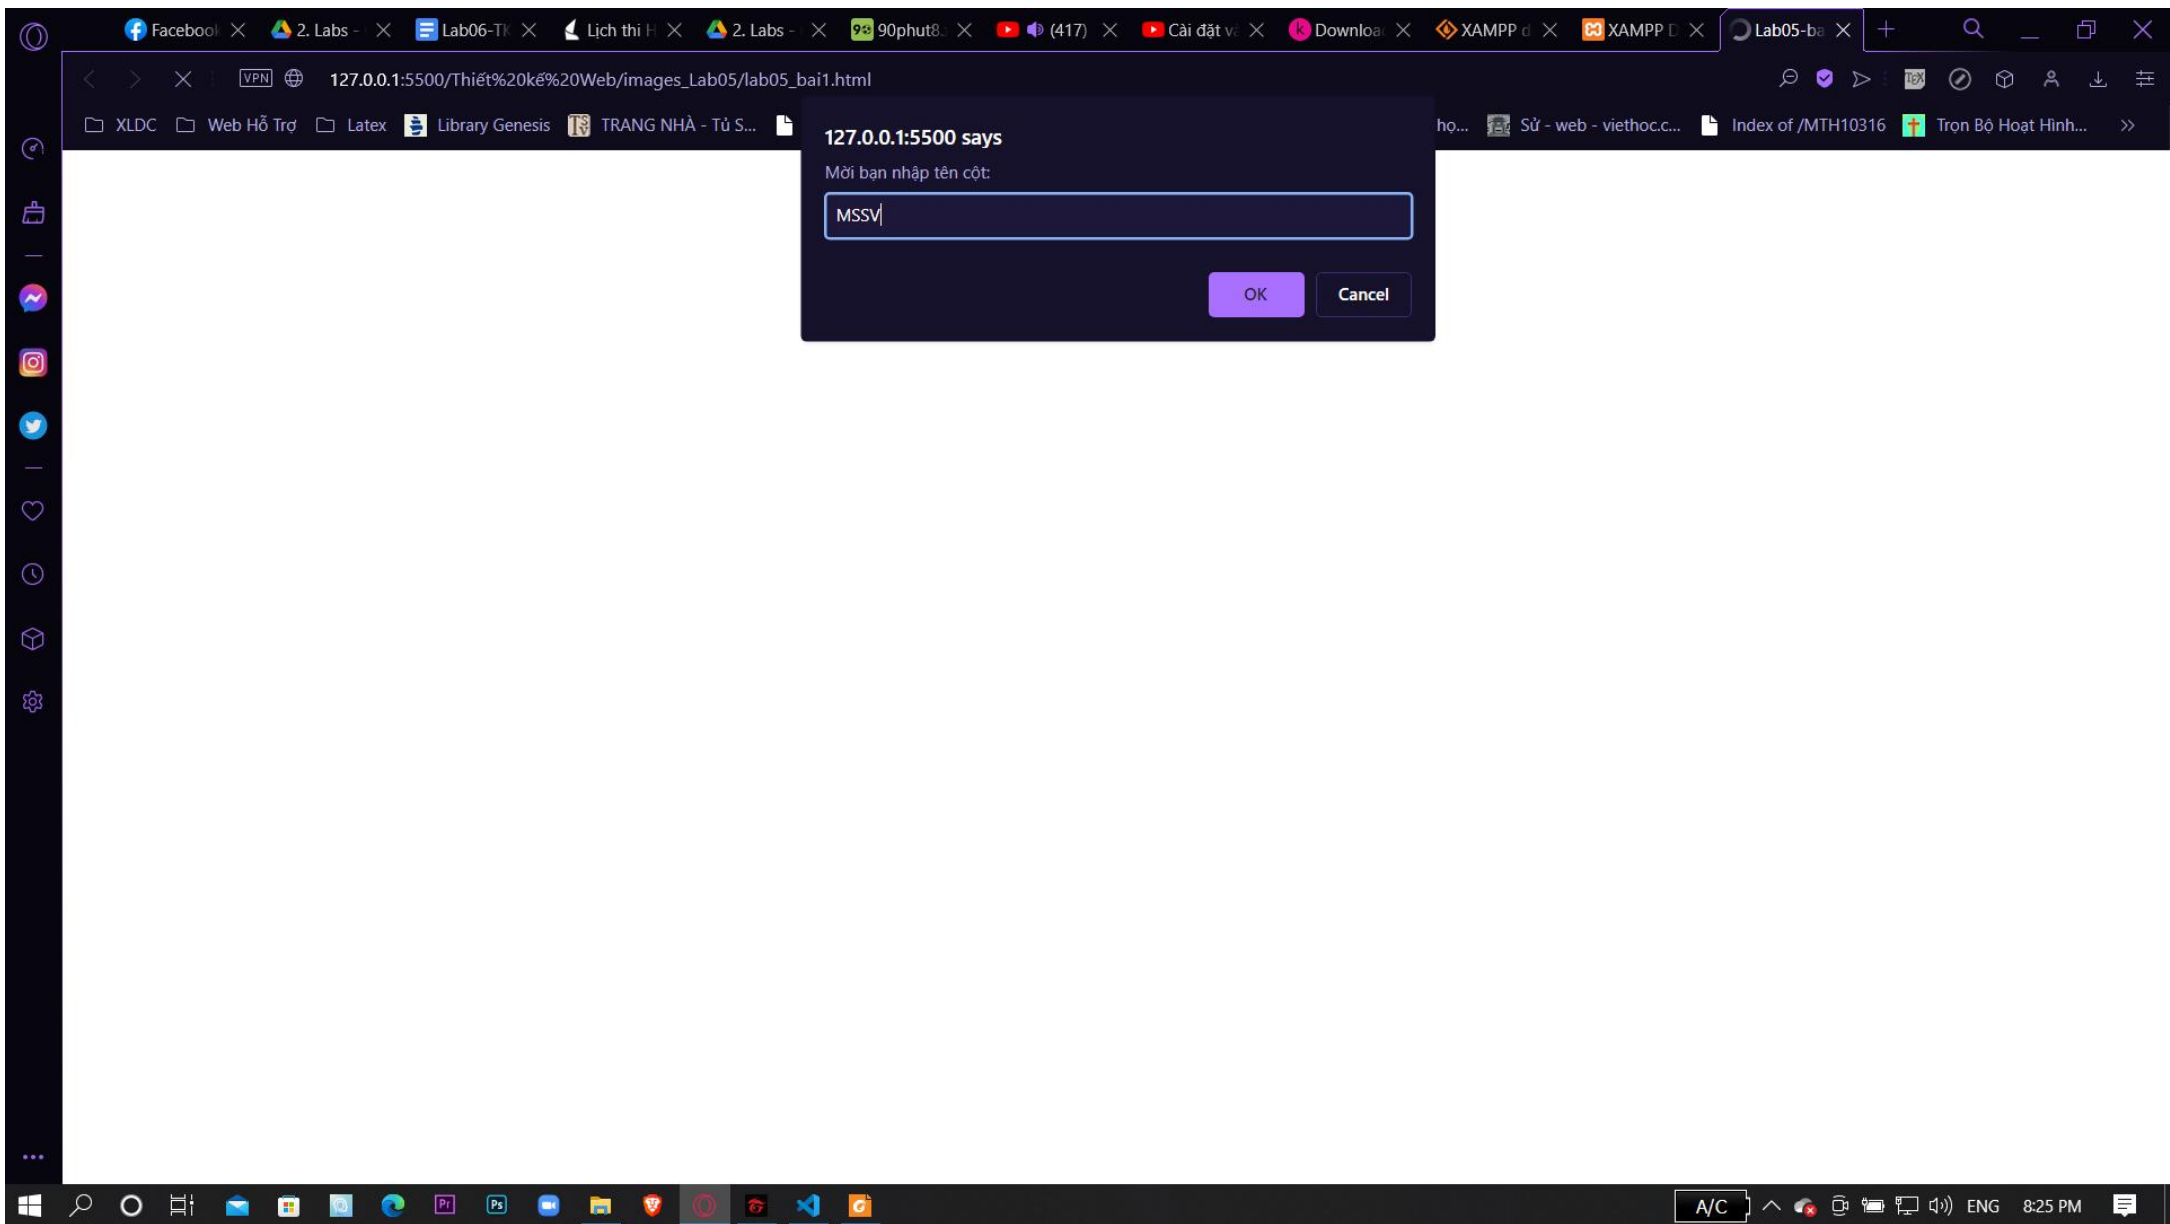 Facebook 2. Labs - Lab06-TK Lịch thi H 2. Labs - 90phut8. (417) Cài đặt và Download XAMPP d XAMPP D Lab05-ba
VPN 127.0.0.1:5500/Thiết%20kế%20Web/images_Lab05/lab05_bai1.html
XLDC Web Hỗ Trợ Latex Library Genesis TRANG NHÀ - Tủ S... họ... Sử - web - viethoc.c... Index of /MTH10316 Trọn Bộ Hoạt Hình...
127.0.0.1:5500 says
Mời bạn nhập tên cột:
MSSV
OK Cancel
A/C ENG 8:25 PM